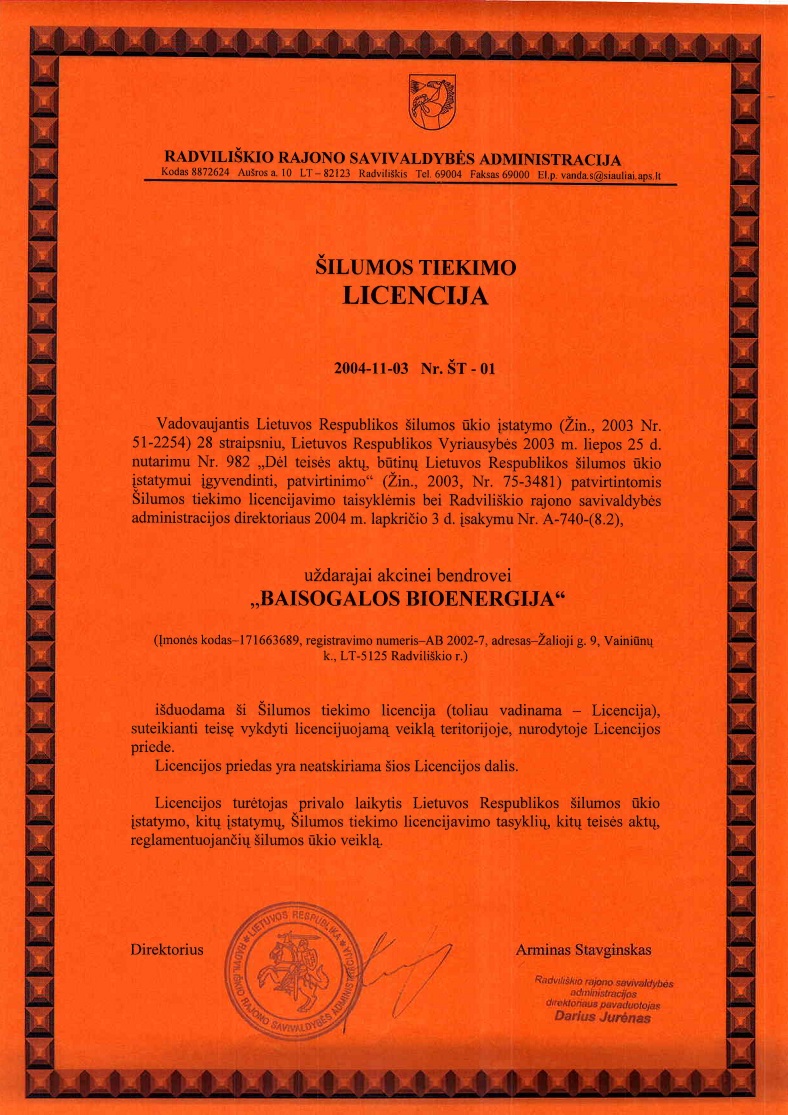 RADVILIŠKIO RAJONO SAVIVALDYBĖS ADMINISTRACIJA
Kodas 8872624 Aušros a. 10 LT – 82123 Radviliškis Tel. 69004 Faksas 69000 El.p. vanda.s@siauliai.aps.lt
ŠILUMOS TIEKIMO
LICENCIJA
2004-11-03 Nr. ŠT - 01
Vadovaujantis Lietuvos Respublikos šilumos ūkio įstatymo (Žin., 2003 Nr.
51-2254) 28 straipsniu, Lietuvos Respublikos Vyriausybės 2003 m. liepos 25 d.
nutarimu Nr. 982 „Dėl teisės aktų, būtinų Lietuvos Respublikos šilumos ūkio
įstatymui įgyvendinti, patvirtinimo“ (Žin., 2003, Nr. 75-3481) patvirtintomis
Šilumos tiekimo licencijavimo taisyklėmis bei Radviliškio rajono savivaldybės
administracijos direktoriaus 2004 m. lapkričio 3 d. įsakymu Nr. A-740-(8.2),
uždarajai akcinei bendrovei
„BAISOGALOS BIOENERGIJA“
(Įmonės kodas–171663689, registravimo numeris–AB 2002-7, adresas–Žalioji g. 9, Vainiūnų
k., LT-5125 Radviliškio r.)
išduodama ši Šilumos tiekimo licencija (toliau vadinama – Licencija),
suteikianti teisę vykdyti licencijuojamą veiklą teritorijoje, nurodytoje Licencijos
priede.
Licencijos priedas yra neatskiriama šios Licencijos dalis.
Licencijos turėtojas privalo laikytis Lietuvos Respublikos šilumos ūkio
įstatymo, kitų įstatymų, Šilumos tiekimo licencijavimo tasyklių, kitų teisės aktų,
reglamentuojančių šilumos ūkio veiklą.
Direktorius
LIETUVOS RESPUBLIKA
RADVILIŠKIO RAJONO SAVIVALDYBĖS ADMINISTRACIJA
Arminas Stavginskas
Radviliškio rajono savivaldybės
administracijos
direktoriaus pavaduotojas
Darius Jurėnas